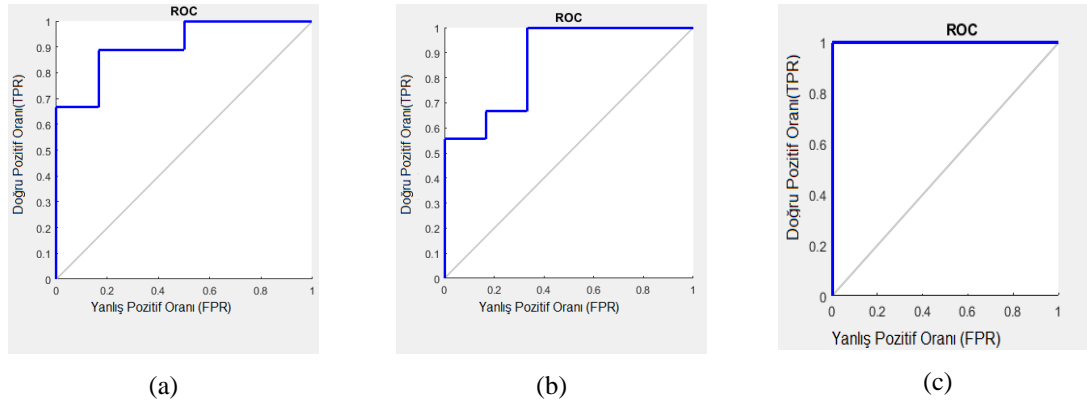 ROC
Doğru Pozitif Oranı(TPR)
1
0.9
0.8
0.7
0.6
0.5
0.4
0.3
0.2
0.1
0
0 0.2 0.4 0.6 0.8 1
Yanlış Pozitif Oranı (FPR)
(a)
ROC
Doğru Pozitif Oranı(TPR)
1
0.9
0.8
0.7
0.6
0.5
0.4
0.3
0.2
0.1
0
0 0.2 0.4 0.6 0.8 1
Yanlış Pozitif Oranı (FPR)
(b)
ROC
Doğru Pozitif Oranı(TPR)
1
0.8
0.6
0.4
0.2
0
0 0.2 0.4 0.6 0.8 1
Yanlış Pozitif Oranı (FPR)
(c)